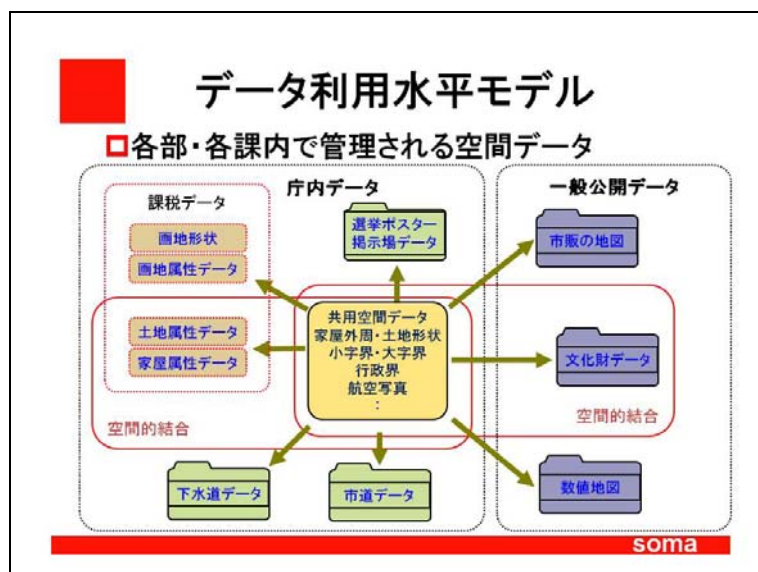 データ利用水平モデル
各部・各課内で管理される空間データ
庁内データ
一般公開データ
課税データ
画地形状
画地属性データ
土地属性データ
家屋属性データ
選挙ポスター
掲示場データ
市販の地図
共用空間データ
家屋外周・土地形状
小字界・大字界
行政界
航空写真
:
文化財データ
空間的結合
空間的結合
下水道データ
市道データ
数値地図
soma